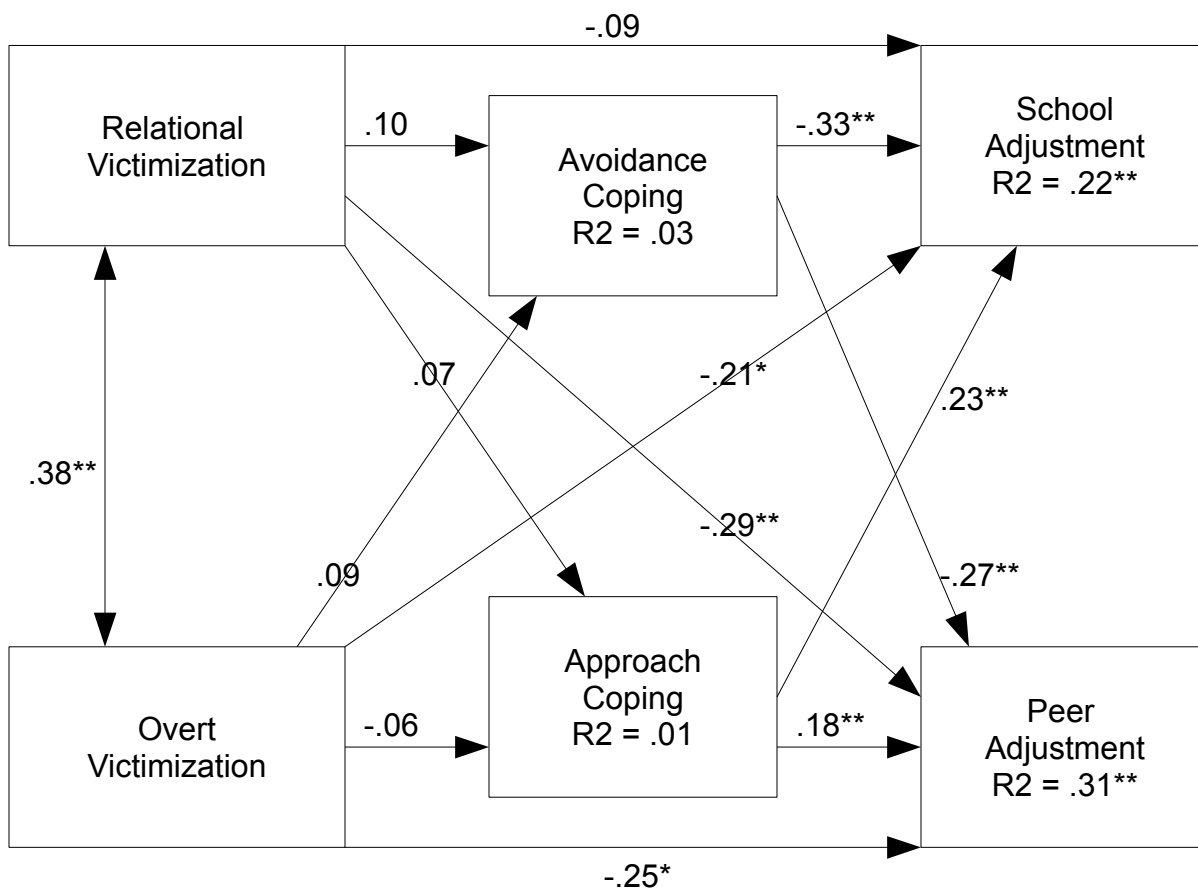 -.09
Relational
Victimization
.10
Avoidance
Coping
R2 = .03
-.33**
School
Adjustment
R2 = .22**
.07
-.21*
.23**
.38**
-.29**
.09
-.27**
Overt
Victimization
-.06
Approach
Coping
R2 = .01
.18**
Peer
Adjustment
R2 = .31**
-.25*